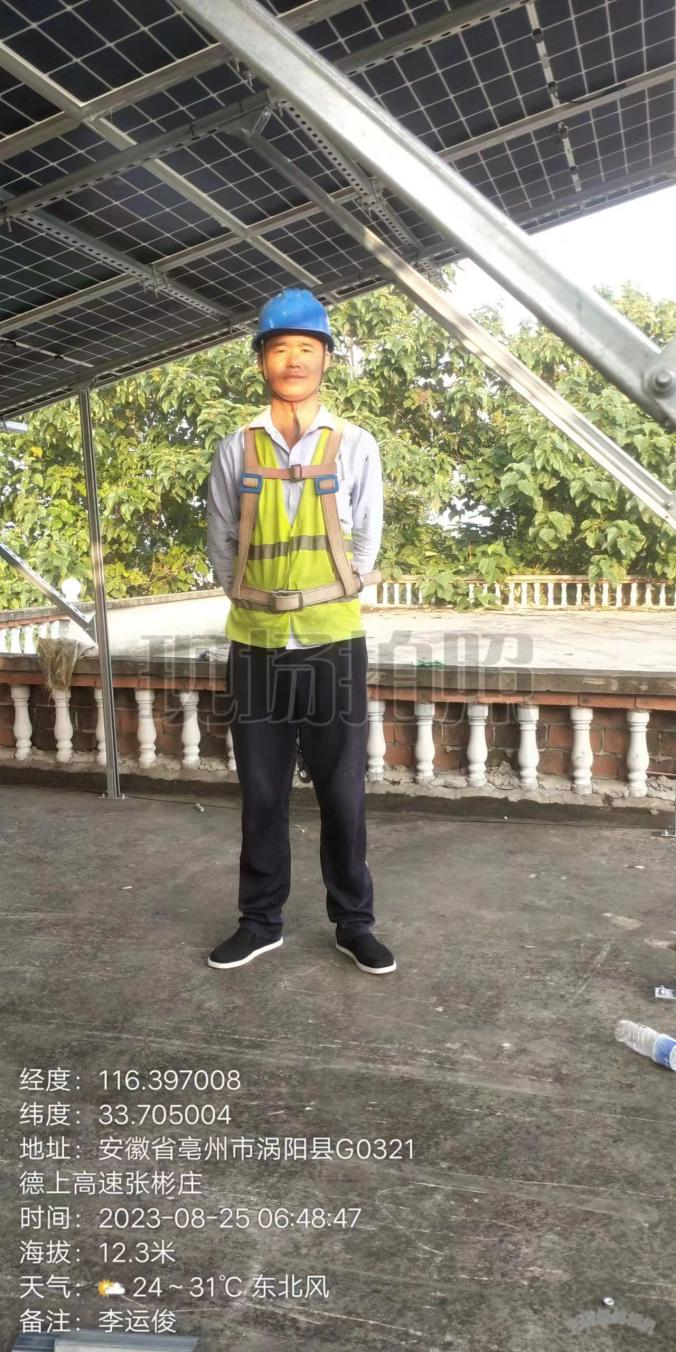 现场拍照
经度：116.397008
纬度：33.705004
地址：安徽省亳州市涡阳县G0321
德上高速张彬庄
时间：2023-08-25 06:48:47
海拔：12.3米
天气：24～31℃ 东北风
备注：李运俊